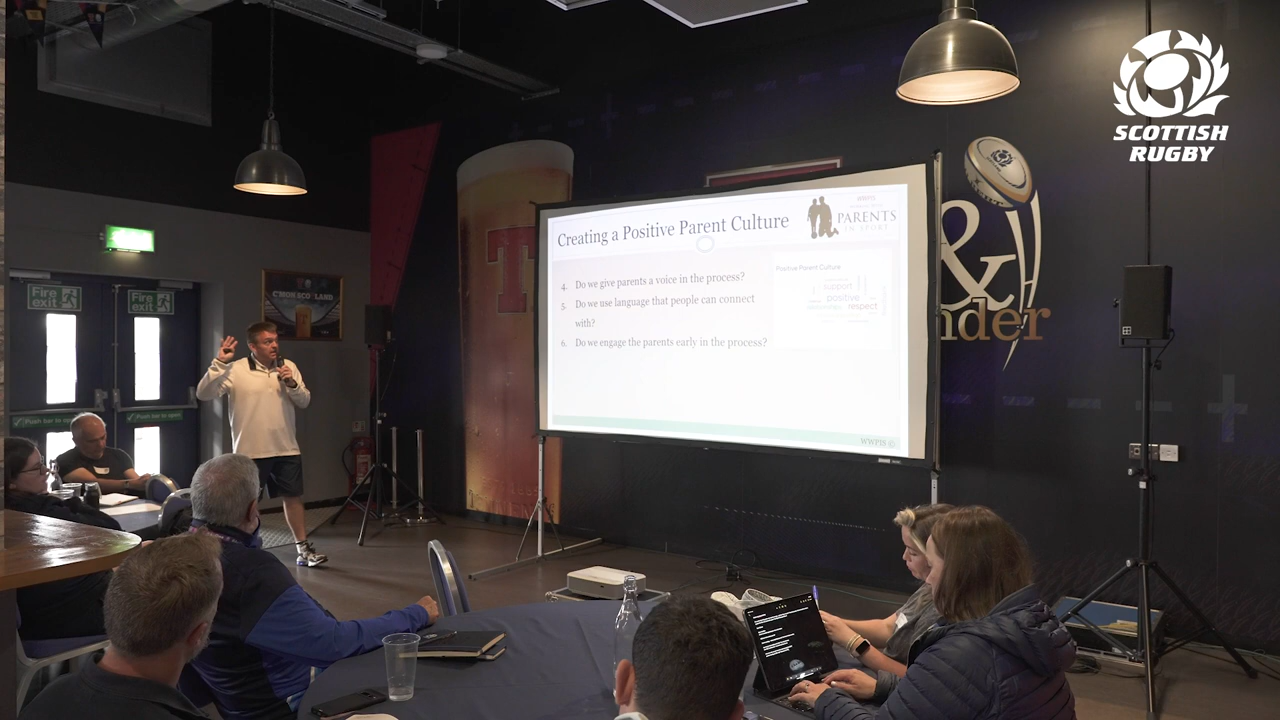 SCOTTISH
RUGBY
Fire exit
Fire exit
C'MON SCOTLAND
Push bar to open
Push bar to open
T
Creating a Positive Parent Culture
PARENTS
IN SPORT
4. Do we give parents a voice in the process?
5. Do we use language that people can connect
with?
6. Do we engage the parents early in the process?
Positive Parent Culture
support
positive
respect
WWPIS ©
&
nder